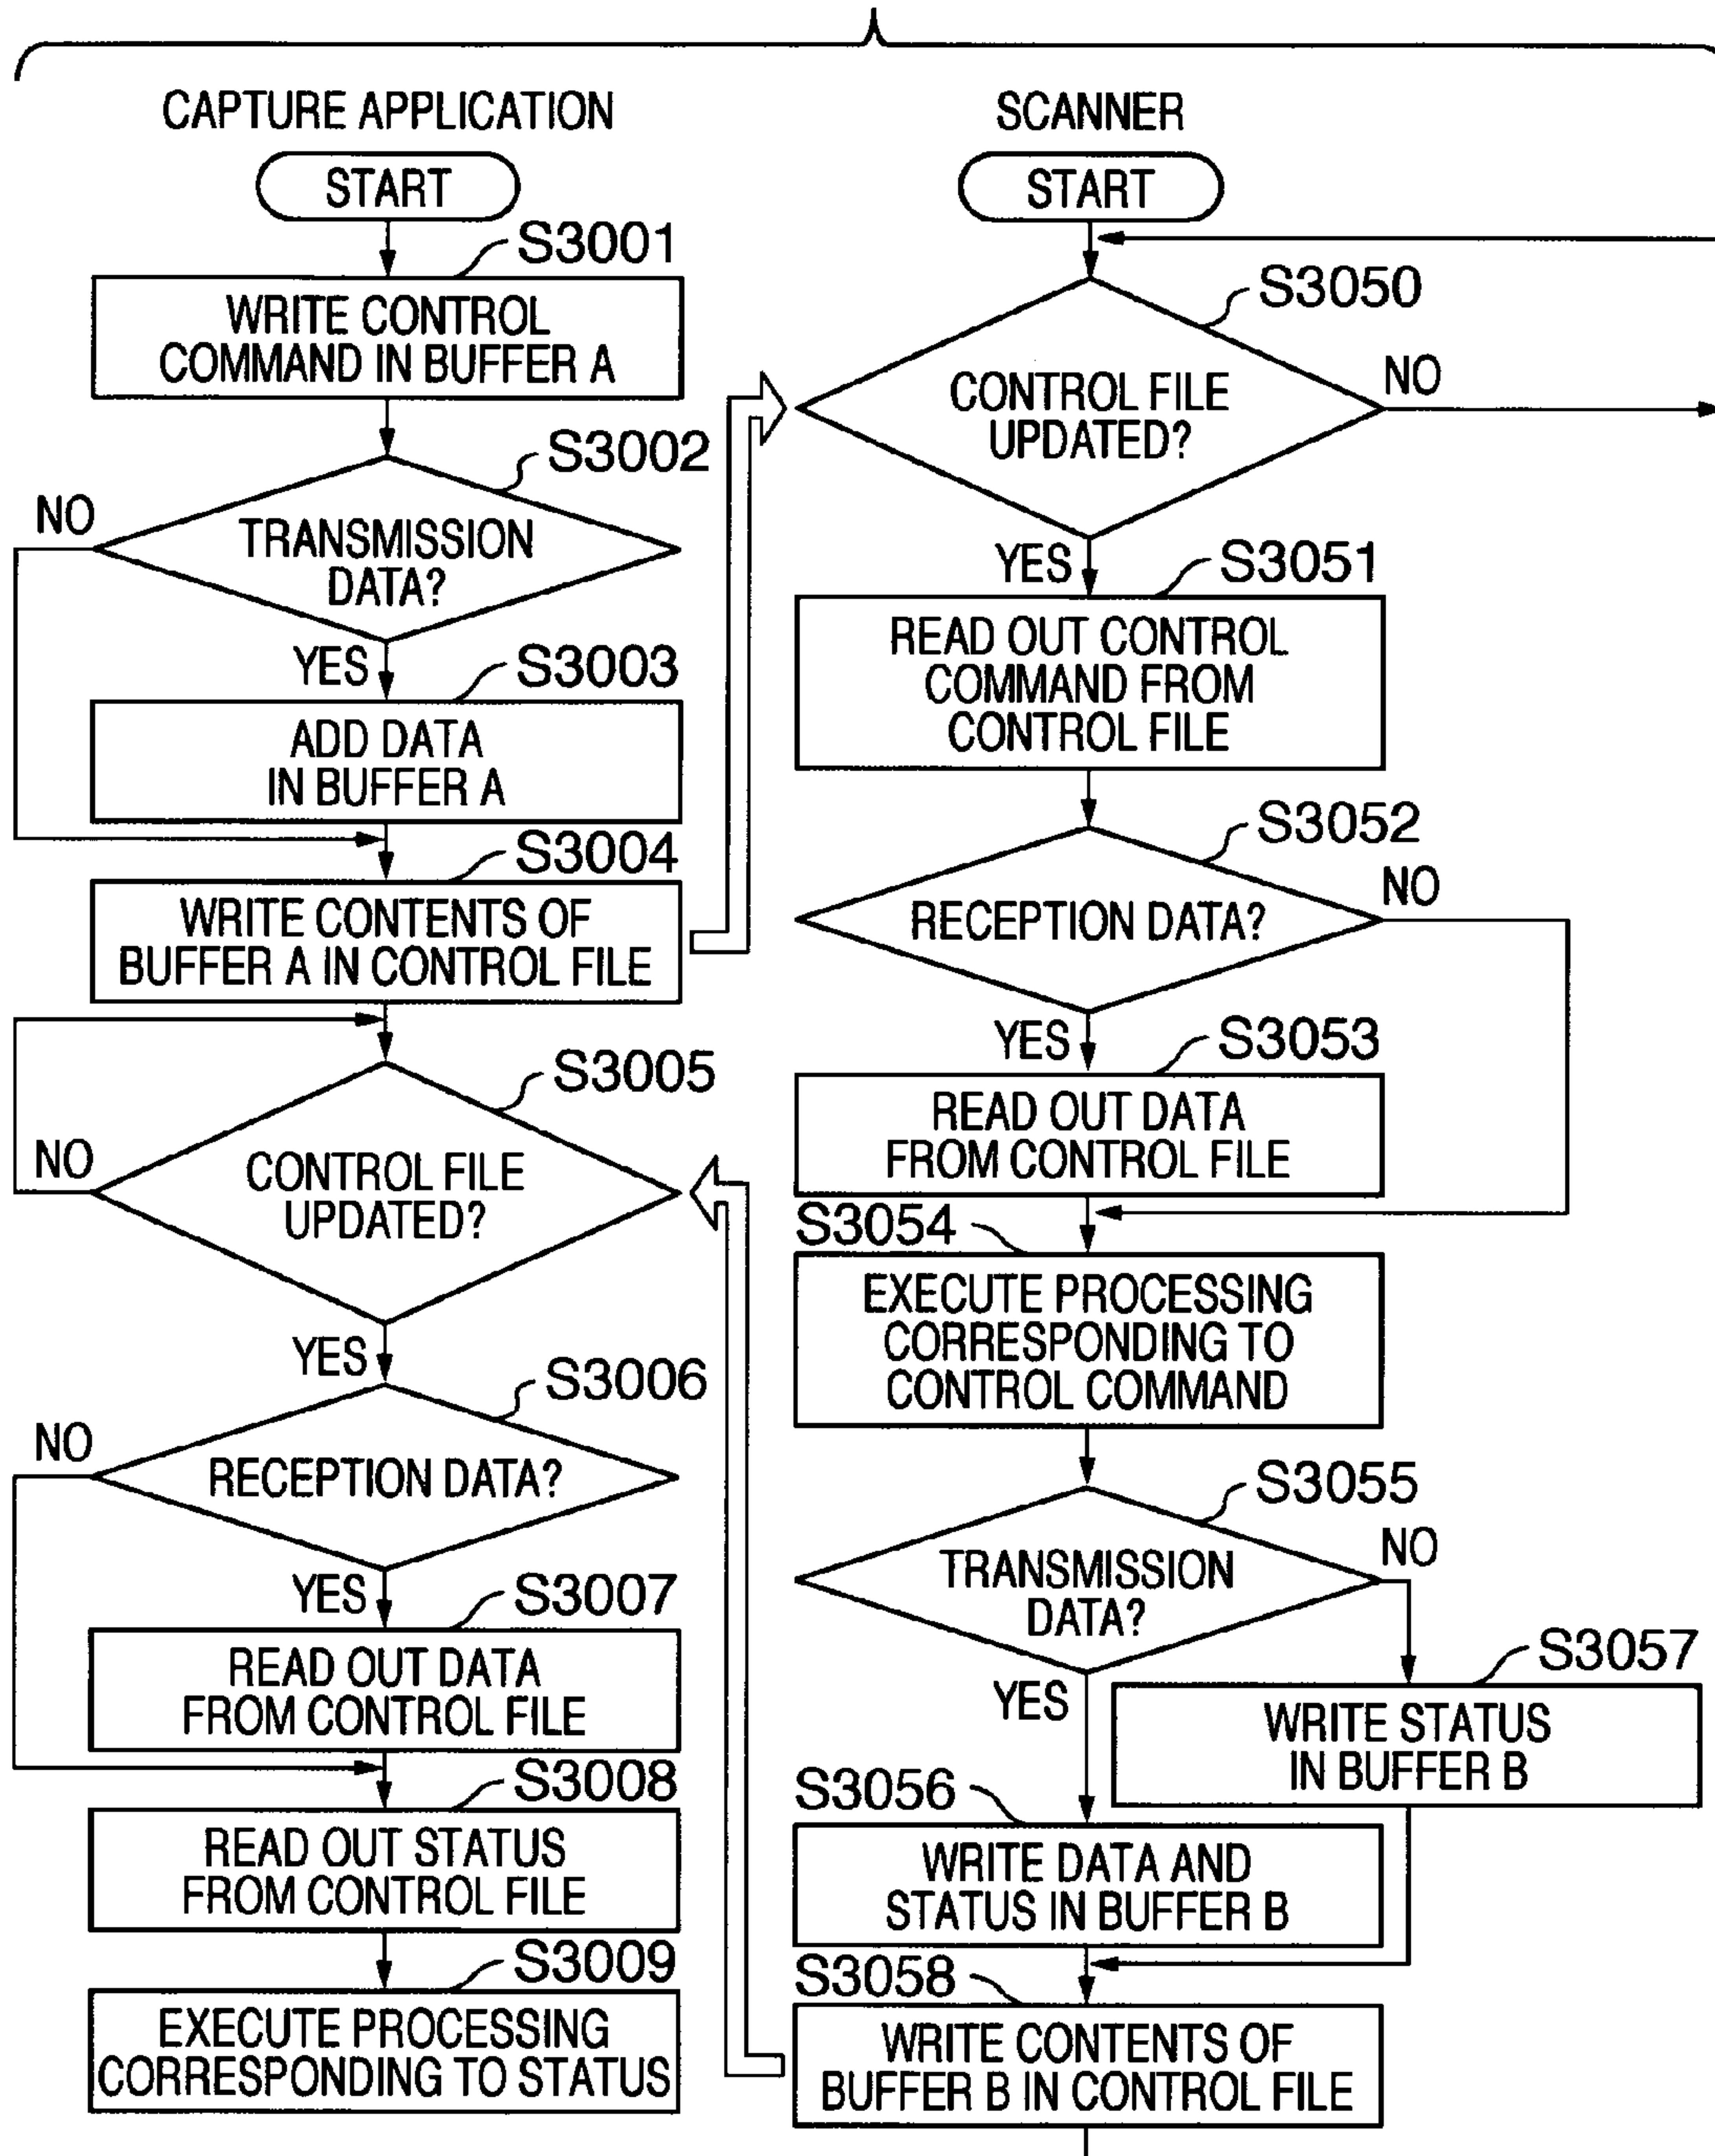 CAPTURE APPLICATION
START
S3001
WRITE CONTROL
COMMAND IN BUFFER A
S3002
NO
TRANSMISSION
DATA?
YES
S3003
ADD DATA
IN BUFFER A
S3004
WRITE CONTENTS OF
BUFFER A IN CONTROL FILE
S3005
NO
CONTROL FILE
UPDATED?
YES
S3006
NO
RECEPTION DATA?
YES
S3007
READ OUT DATA
FROM CONTROL FILE
S3008
READ OUT STATUS
FROM CONTROL FILE
S3009
EXECUTE PROCESSING
CORRESPONDING TO STATUS
SCANNER
START
S3050
CONTROL FILE
UPDATED?
NO
YES
S3051
READ OUT CONTROL
COMMAND FROM
CONTROL FILE
S3052
NO
RECEPTION DATA?
YES
S3053
READ OUT DATA
FROM CONTROL FILE
S3054
EXECUTE PROCESSING
CORRESPONDING TO
CONTROL COMMAND
S3055
NO
TRANSMISSION
DATA?
YES
S3057
WRITE STATUS
IN BUFFER B
S3056
WRITE DATA AND
STATUS IN BUFFER B
S3058
WRITE CONTENTS OF
BUFFER B IN CONTROL FILE